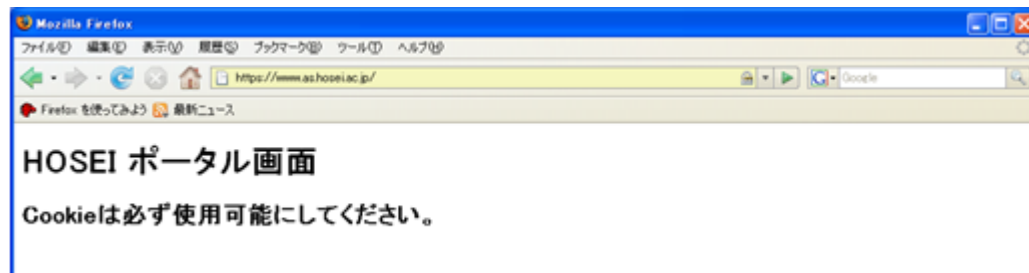 Mozilla Firefox
ファイル(F) 編集(E) 表示(V) 履歴(S) ブックマーク(B) ツール(T) ヘルプ(H)
https://www.as.hosei.ac.jp/ Google
Firefox を使ってみよう 最新ニュース
HOSEI ポータル画面
Cookieは必ず使用可能にしてください。